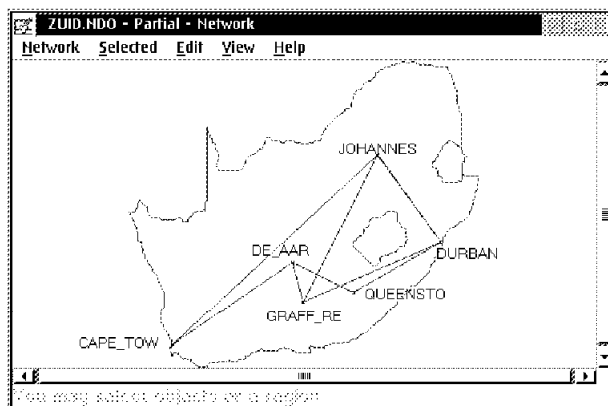 ZUID.NDO - Partial - Network
Network Selected Edit View Help
JOHANNES
DE_AAR
DURBAN
QUEENSTO
GRAFF_RE
CAPE_TOW
You may select objects or a region